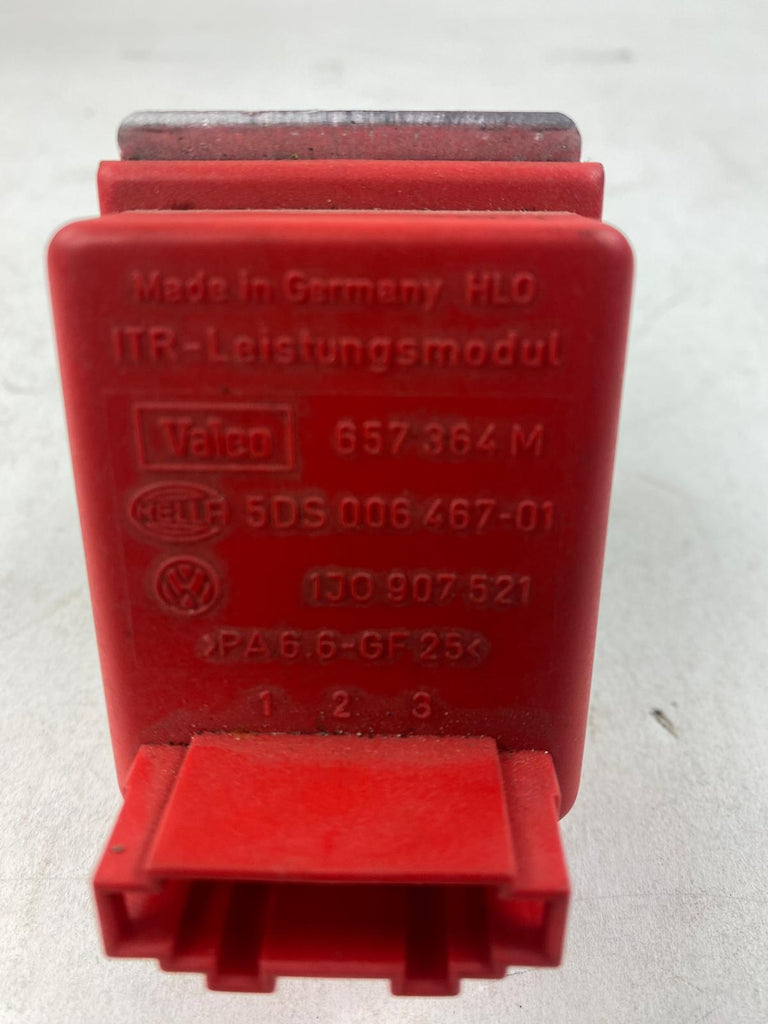 Made in Germany HLO
ITR-Leistungsmodul
Valeo 657 364 M
HELLA 5DS 006 467-01
VW 1J0 907 521
>PA 6.6-GF 25<
1 2 3